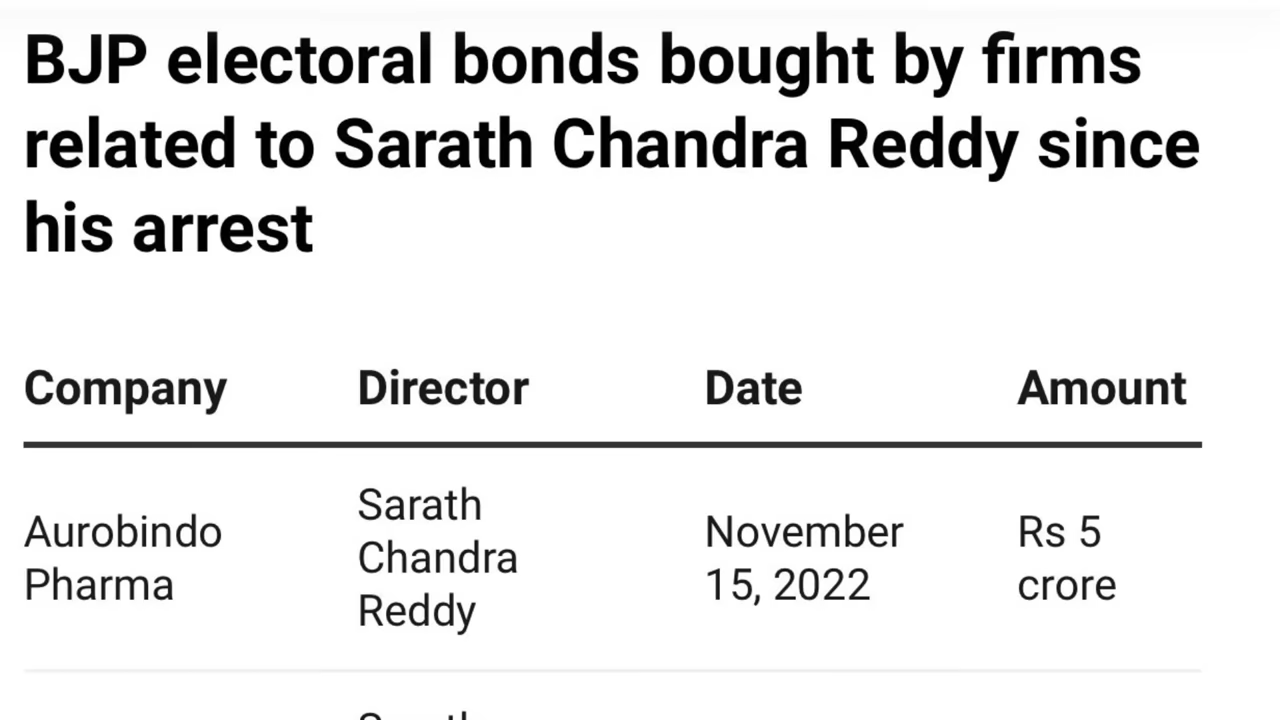 BJP electoral bonds bought by firms
related to Sarath Chandra Reddy since
his arrest
Company Director Date Amount
Aurobindo Pharma Sarath Chandra Reddy November 15, 2022 Rs 5 crore